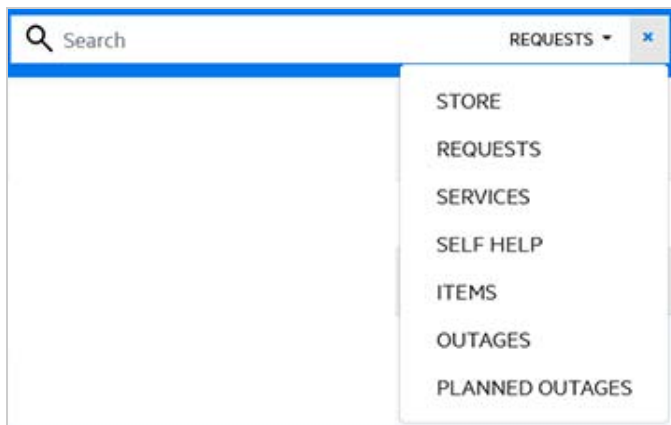 Search REQUESTS
STORE
REQUESTS
SERVICES
SELF HELP
ITEMS
OUTAGES
PLANNED OUTAGES